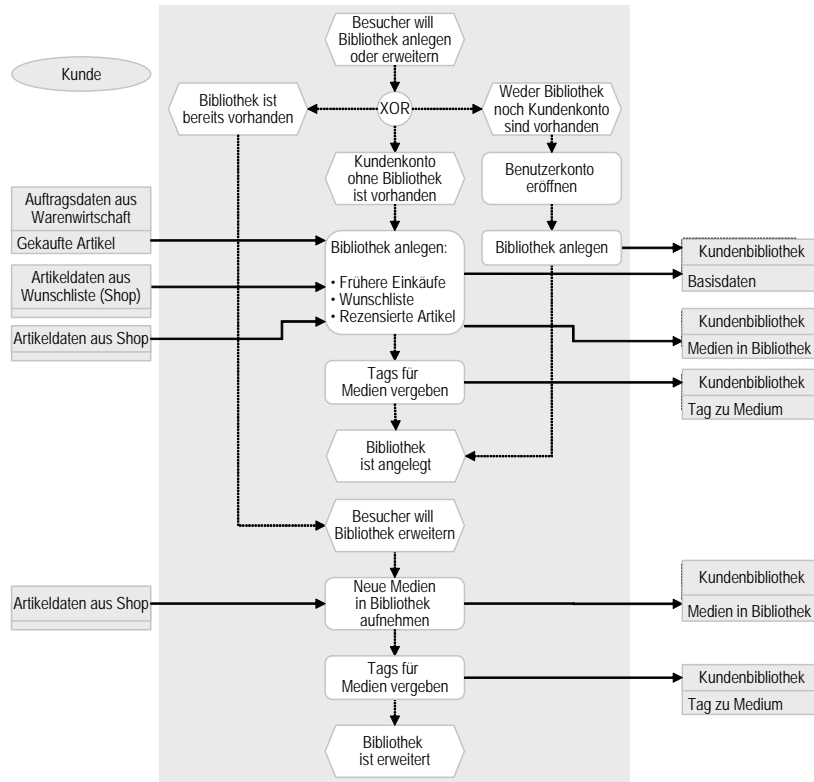 Besucher will
Bibliothek anlegen
oder erweitern
Kunde
Bibliothek ist
bereits vorhanden
XOR
Weder Bibliothek
noch Kundenkonto
sind vorhanden
Kundenkonto
ohne Bibliothek
ist vorhanden
Benutzerkonto
eröffnen
Auftragsdaten aus
Warenwirtschaft
Gekaufte Artikel
Bibliothek anlegen:
• Frühere Einkäufe
• Wunschliste
• Rezensierte Artikel
Bibliothek anlegen
Kundenbibliothek
Basisdaten
Artikeldaten aus
Wunschliste (Shop)
Artikeldaten aus Shop
Kundenbibliothek
Medien in Bibliothek
Tags für
Medien vergeben
Kundenbibliothek
Tag zu Medium
Bibliothek
ist angelegt
Besucher will
Bibliothek erweitern
Artikeldaten aus Shop
Neue Medien
in Bibliothek
aufnehmen
Kundenbibliothek
Medien in Bibliothek
Tags für
Medien vergeben
Kundenbibliothek
Tag zu Medium
Bibliothek
ist erweitert